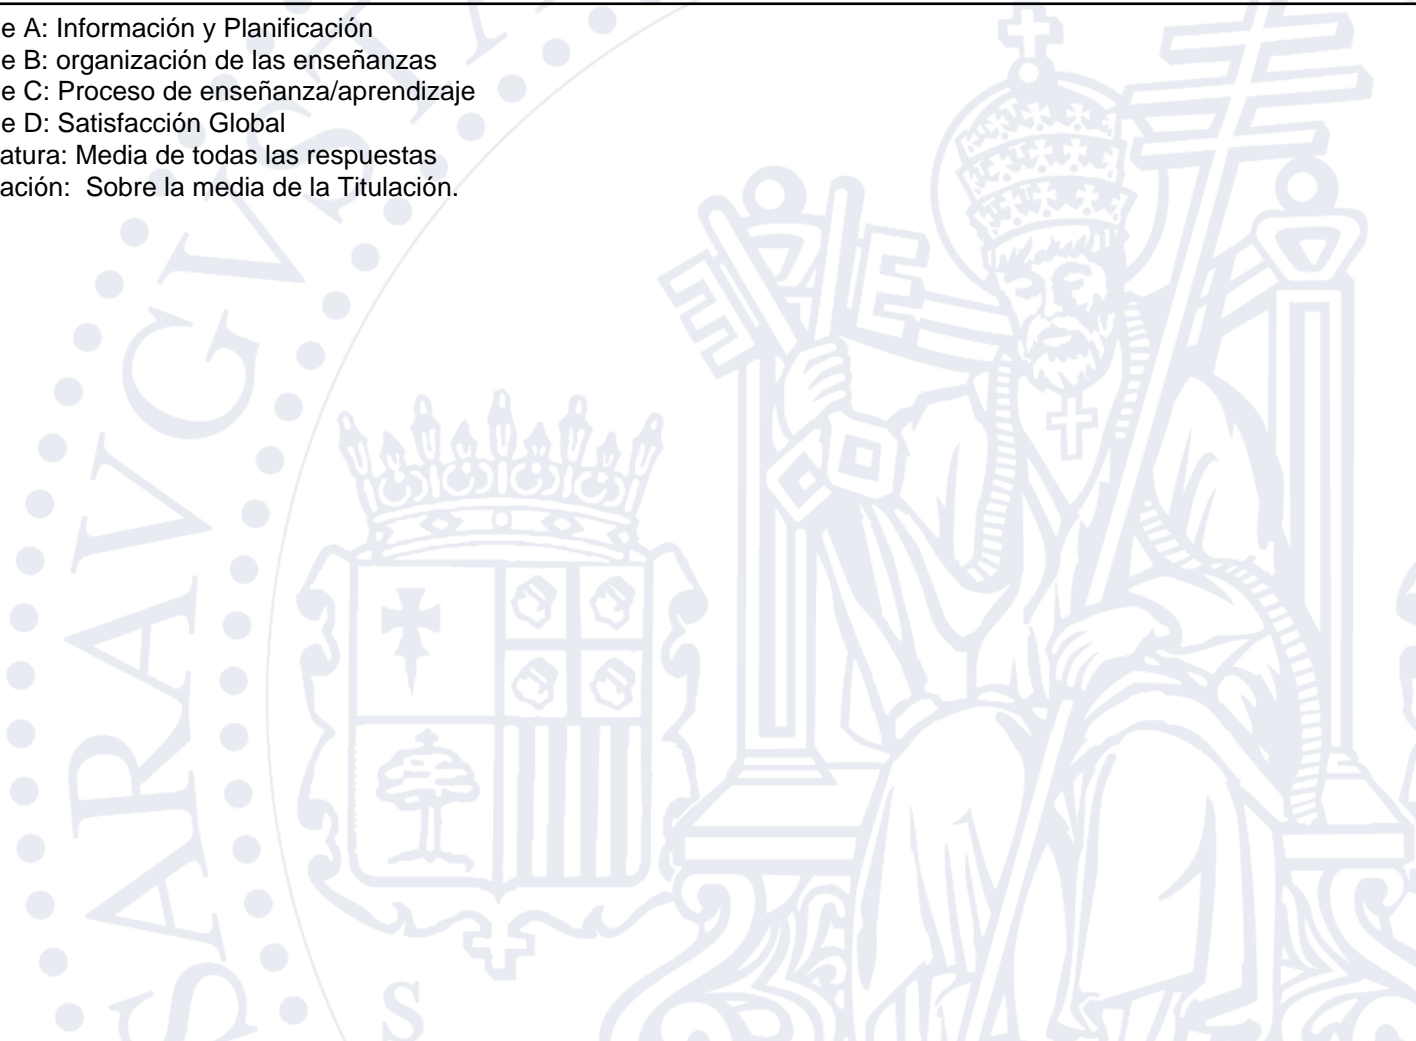 e A: Información y Planificación
e B: organización de las enseñanzas
e C: Proceso de enseñanza/aprendizaje
e D: Satisfacción Global
atura: Media de todas las respuestas
ación: Sobre la media de la Titulación.
SARAVGVSTA
S